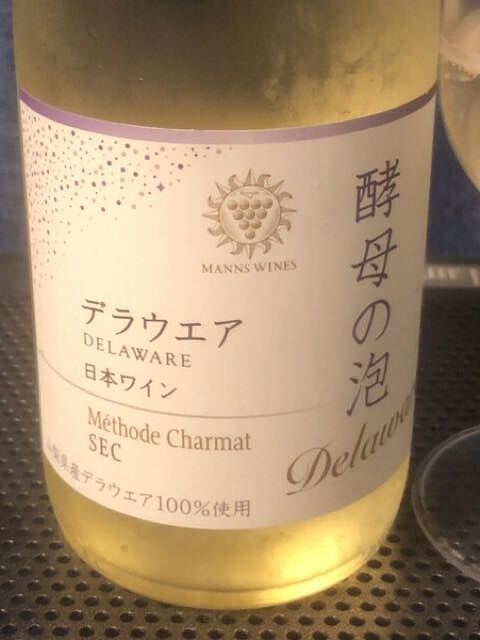 MANNS WINES
酵母の泡
デラウエア
DELAWARE
日本ワイン
Méthode Charmat
SEC
県産デラウエア100%使用